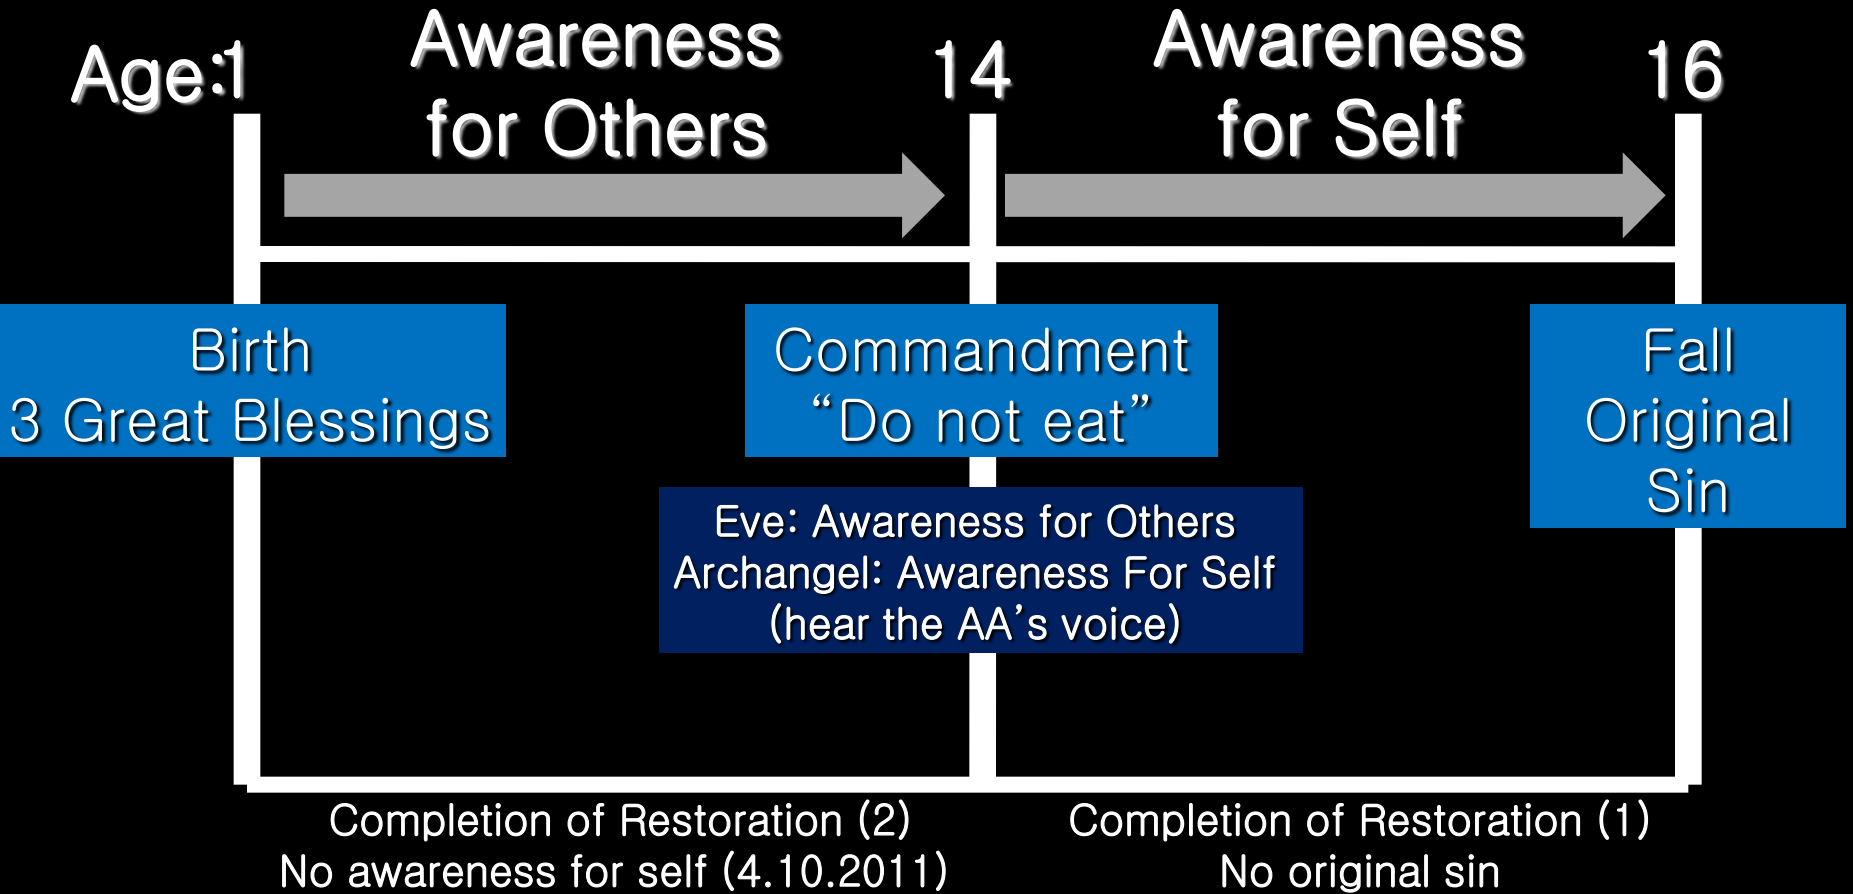 Age:1
Awareness
for Others
14
Awareness
for Self
16
Birth
3 Great Blessings
Commandment
“Do not eat”
Fall
Original
Sin
Eve: Awareness for Others
Archangel: Awareness For Self
(hear the AA’s voice)
Completion of Restoration (2)
No awareness for self (4.10.2011)
Completion of Restoration (1)
No original sin